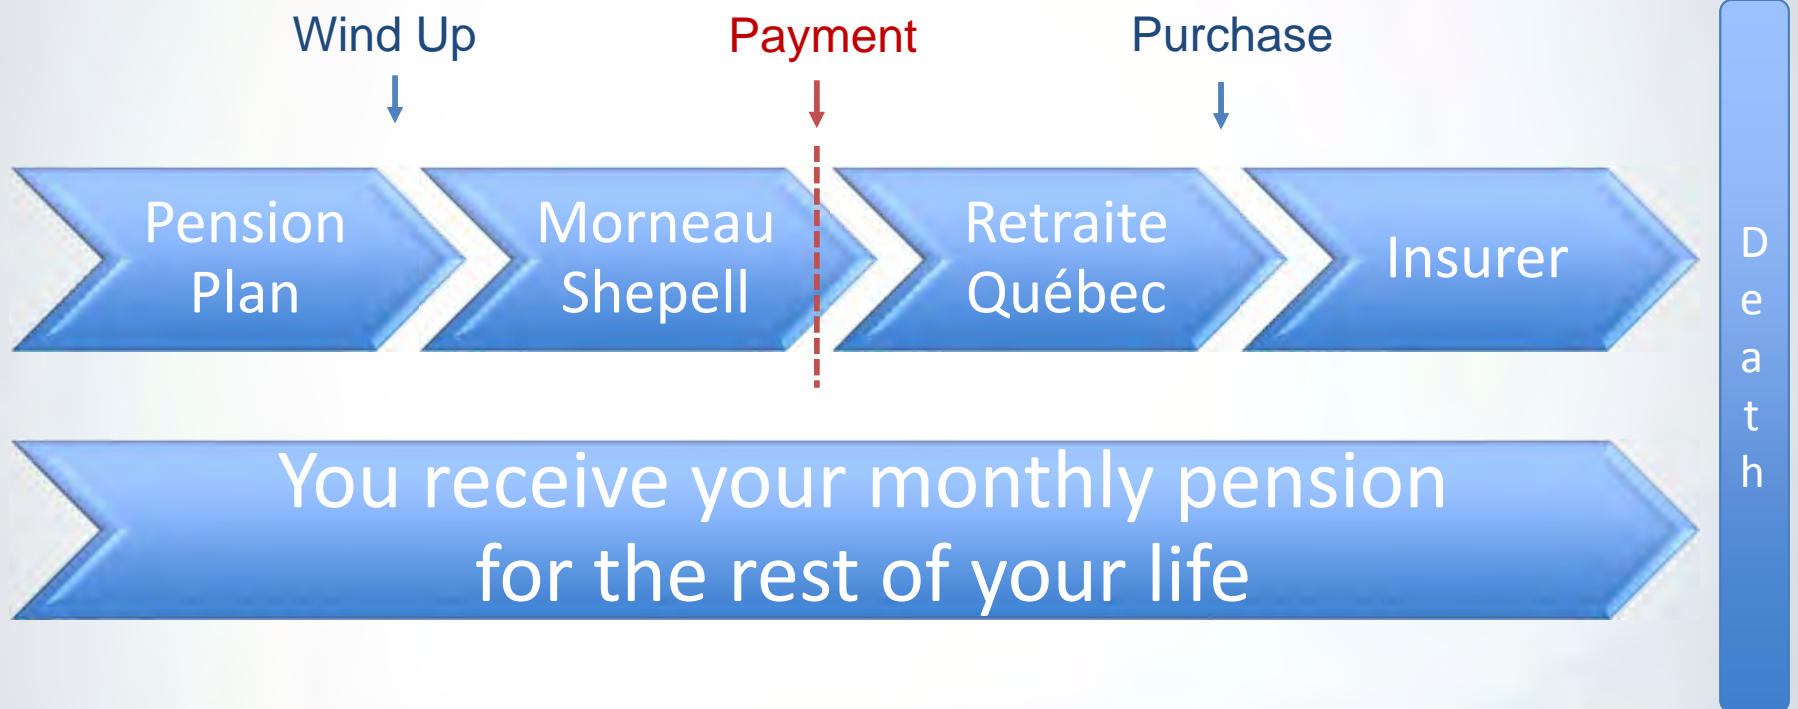 Wind Up
Payment
Purchase
Pension
Plan
Morneau
Shepell
Retraite
Québec
Insurer
You receive your monthly pension
for the rest of your life
Death